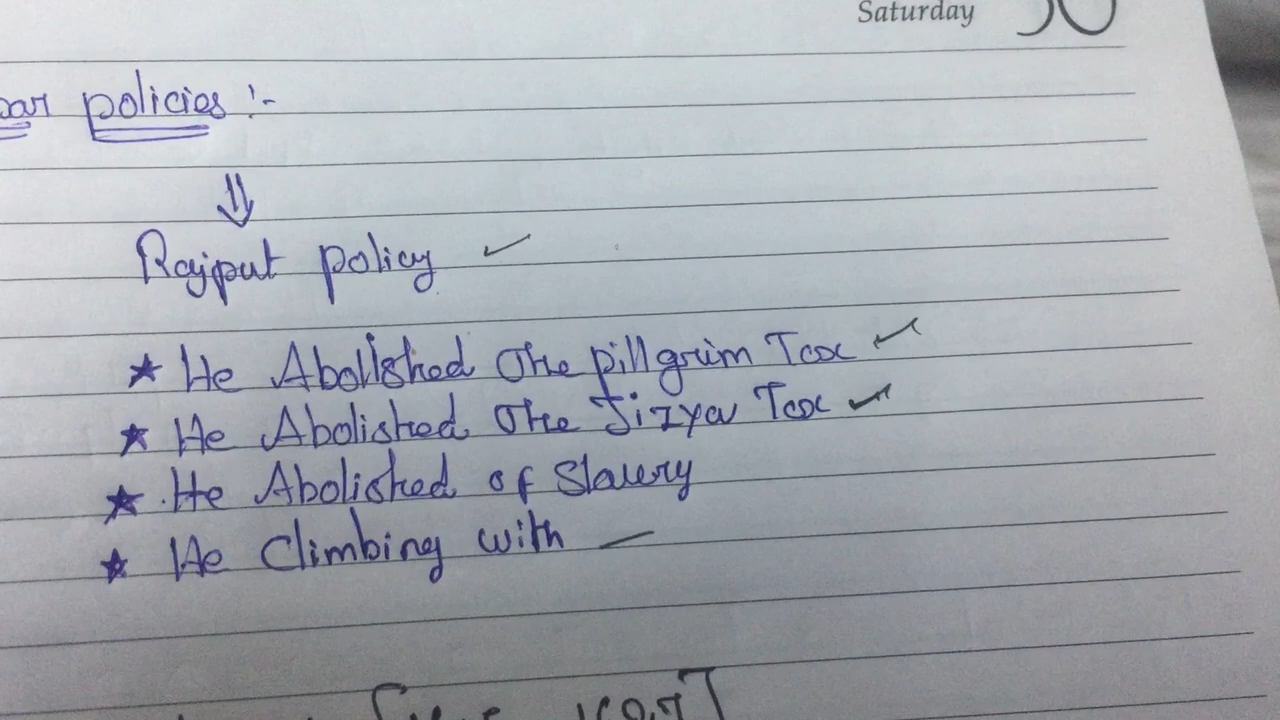 Saturday
policies :-
Rajput policy
He Abolished The pillgrim Tax
He Abolished The Jizya Tax
He Abolished of Slavery
He Climbing with